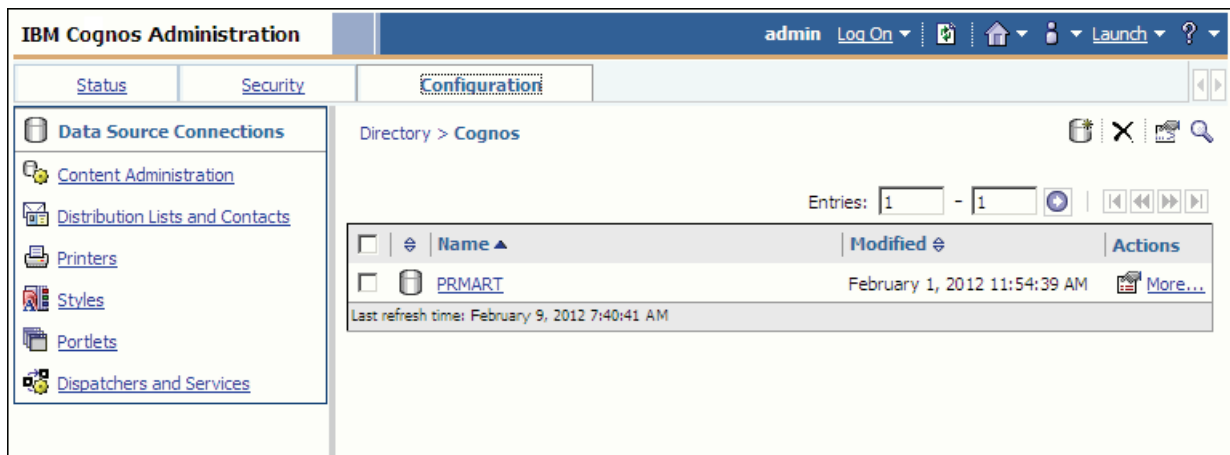 IBM Cognos Administration
admin Log On Launch ?
Status Security Configuration
Data Source Connections
Content Administration
Distribution Lists and Contacts
Printers
Styles
Portlets
Dispatchers and Services
Directory > Cognos
Entries: 1 - 1
Name Modified Actions
PRMART February 1, 2012 11:54:39 AM More...
Last refresh time: February 9, 2012 7:40:41 AM